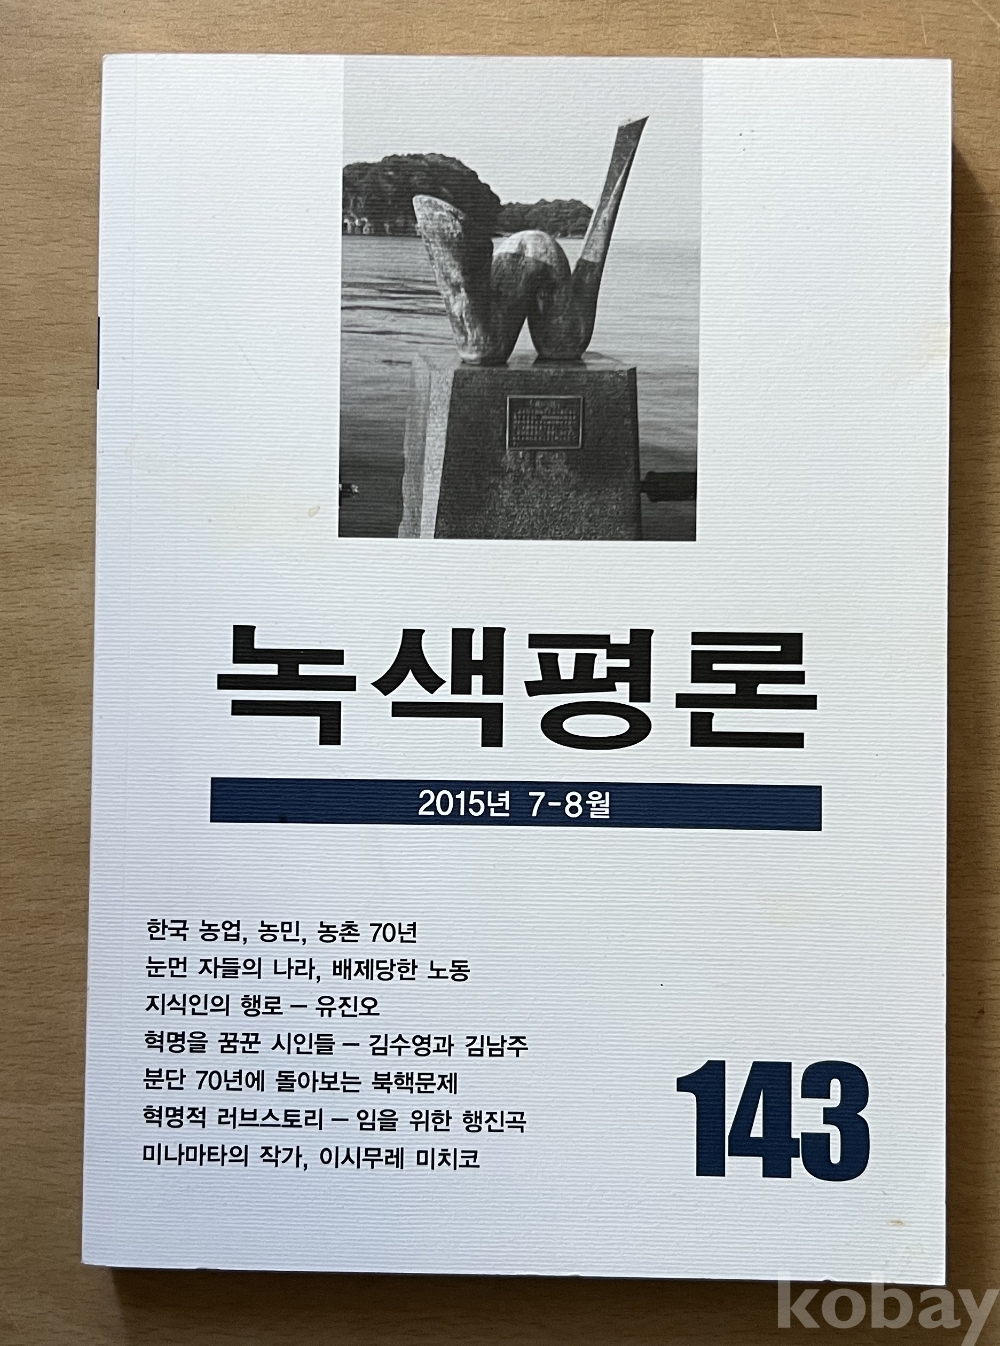 녹색평론
2015년 7-8월
한국 농업, 농민, 농촌 70년
눈먼 자들의 나라, 배제당한 노동
지식인의 행로 – 유진오
혁명을 꿈꾼 시인들 – 김수영과 김남주
분단 70년에 돌아보는 북핵문제
혁명적 러브스토리 – 임을 위한 행진곡
미나마타의 작가, 이시무레 미치코
143
kobay